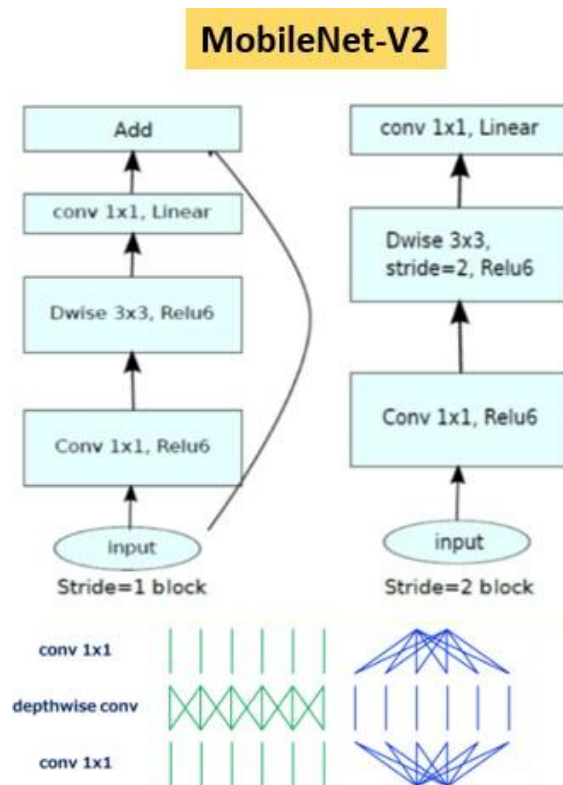 MobileNet-V2
Add
conv 1x1, Linear
Dwise 3x3, Relu6
Conv 1x1, Relu6
input
Stride=1 block
conv 1x1, Linear
Dwise 3x3,
stride=2, Relu6
Conv 1x1, Relu6
input
Stride=2 block
conv 1x1
depthwise conv
conv 1x1